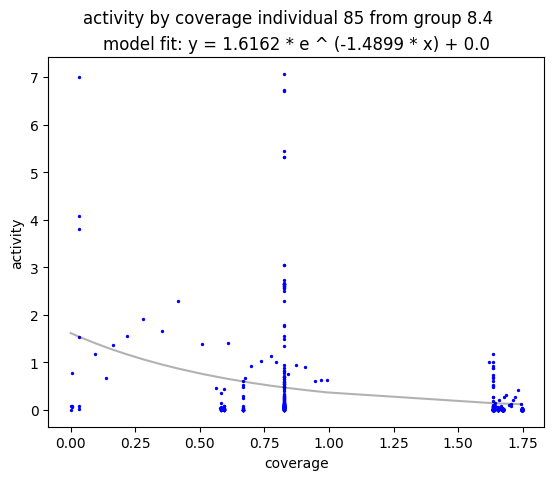 activity by coverage individual 85 from group 8.4
model fit: y = 1.6162 * e ^ (-1.4899 * x) + 0.0
7
6
5
4
3
2
1
0
activity
0.00 0.25 0.50 0.75 1.00 1.25 1.50 1.75
coverage